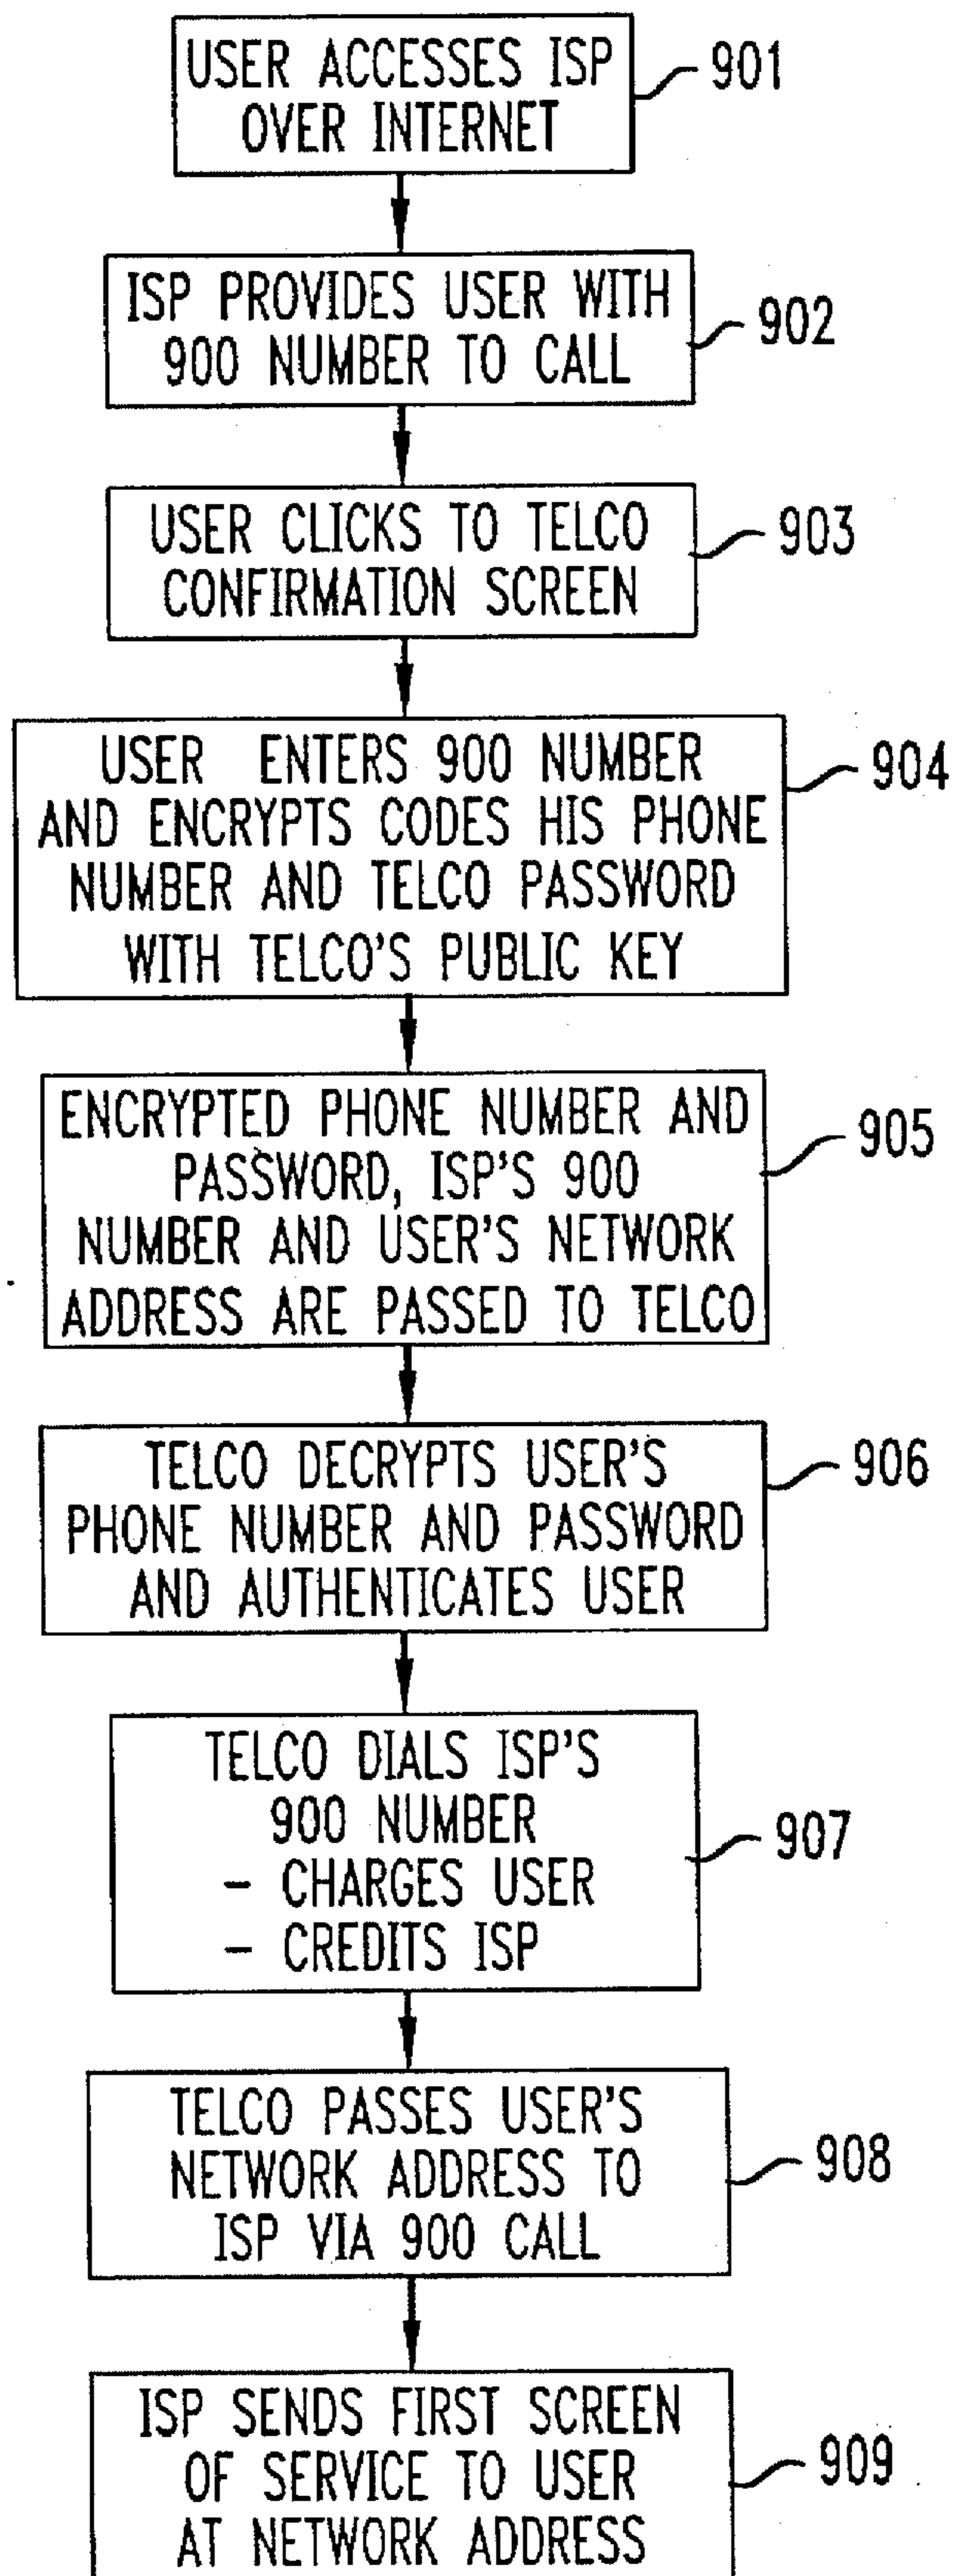 USER ACCESSES ISP
OVER INTERNET
901
ISP PROVIDES USER WITH
900 NUMBER TO CALL
902
USER CLICKS TO TELCO
CONFIRMATION SCREEN
903
USER ENTERS 900 NUMBER
AND ENCRYPTS CODES HIS PHONE
NUMBER AND TELCO PASSWORD
WITH TELCO'S PUBLIC KEY
904
ENCRYPTED PHONE NUMBER AND
PASSWORD, ISP'S 900
NUMBER AND USER'S NETWORK
ADDRESS ARE PASSED TO TELCO
905
TELCO DECRYPTS USER'S
PHONE NUMBER AND PASSWORD
AND AUTHENTICATES USER
906
TELCO DIALS ISP'S
900 NUMBER
- CHARGES USER
- CREDITS ISP
907
TELCO PASSES USER'S
NETWORK ADDRESS TO
ISP VIA 900 CALL
908
ISP SENDS FIRST SCREEN
OF SERVICE TO USER
AT NETWORK ADDRESS
909